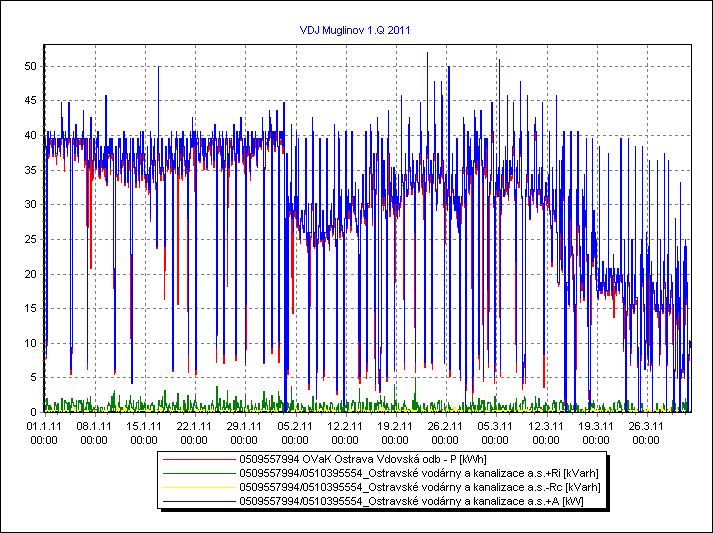 VDJ Muglinov 1.Q 2011
50
45
40
35
30
25
20
15
10
5
0
01.1.11 8.1.11 15.1.11 22.1.11 29.1.11 05.2.11 12.2.11 19.2.11 26.2.11 05.3.11 12.3.11 19.3.11 26.3.11
00:00 00:00 00:00 00:00 00:00 00:00 00:00 00:00 00:00 00:00 00:00 00:00 00:00
0509557994 OVaK Ostrava Vdovská odb - P [kWh]
0509557994/0510395554_Ostravské vodárny a kanalizace a.s.+Ri [kVarh]
0509557994/0510395554_Ostravské vodárny a kanalizace a.s.-Rc [kVarh]
0509557994/0510395554_Ostravské vodárny a kanalizace a.s.+A [kW]